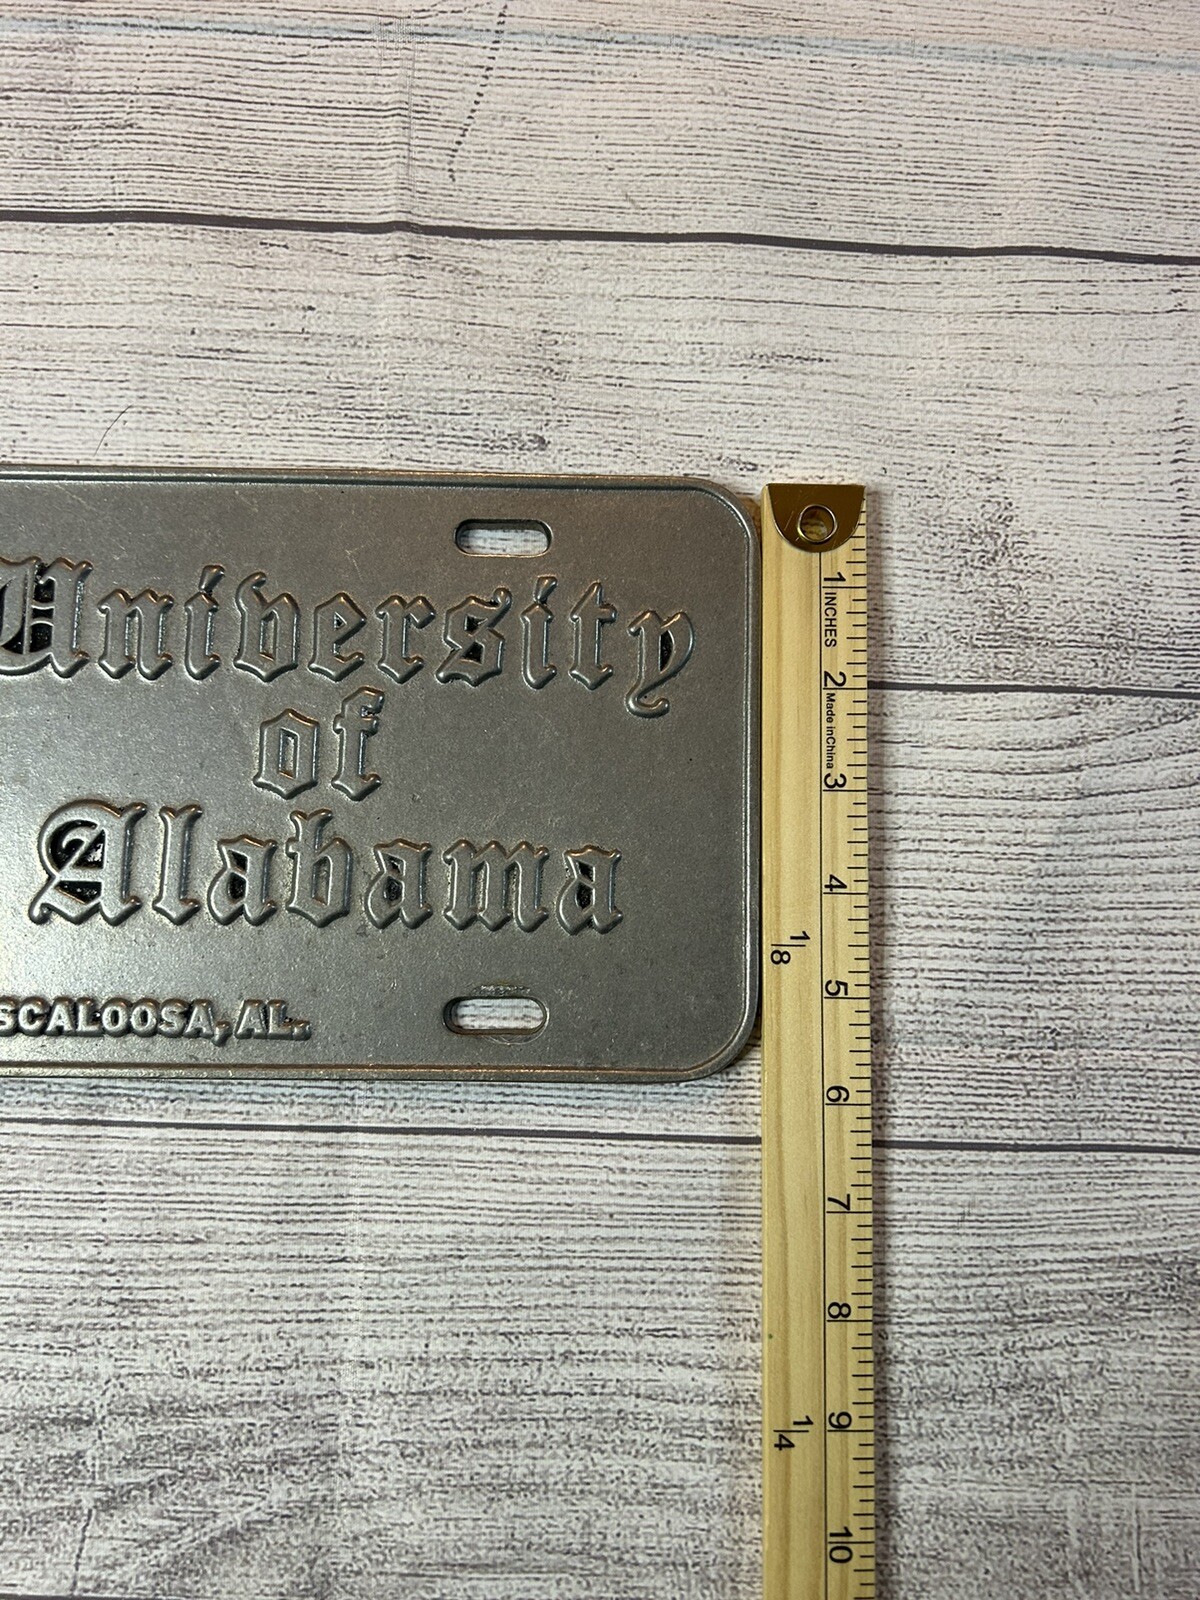 University
of
Alabama
SCALOOSA, AL.
1 INCHES 2 Made in China 3 4 5 6 7 8 9 10
1/8 1/4